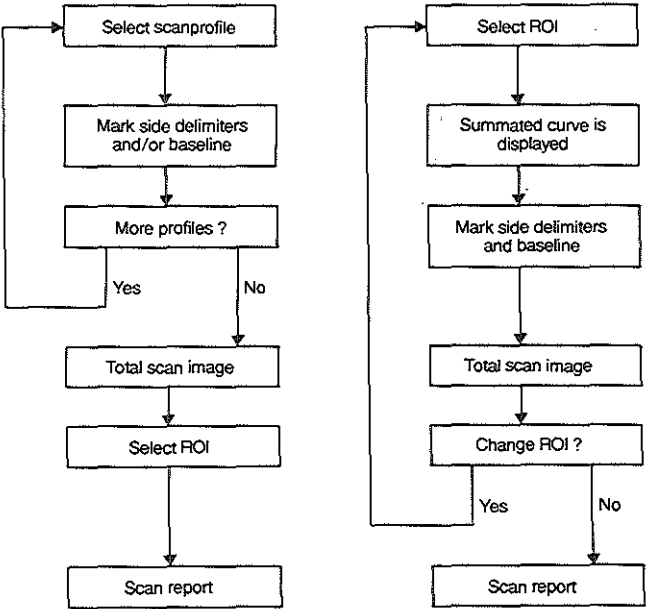 Select scanprofile
Mark side delimiters
and/or baseline
More profiles ?
Yes
No
Total scan image
Select ROI
Scan report
Select ROI
Summated curve is
displayed
Mark side delimiters
and baseline
Total scan image
Change ROI ?
Yes
No
Scan report